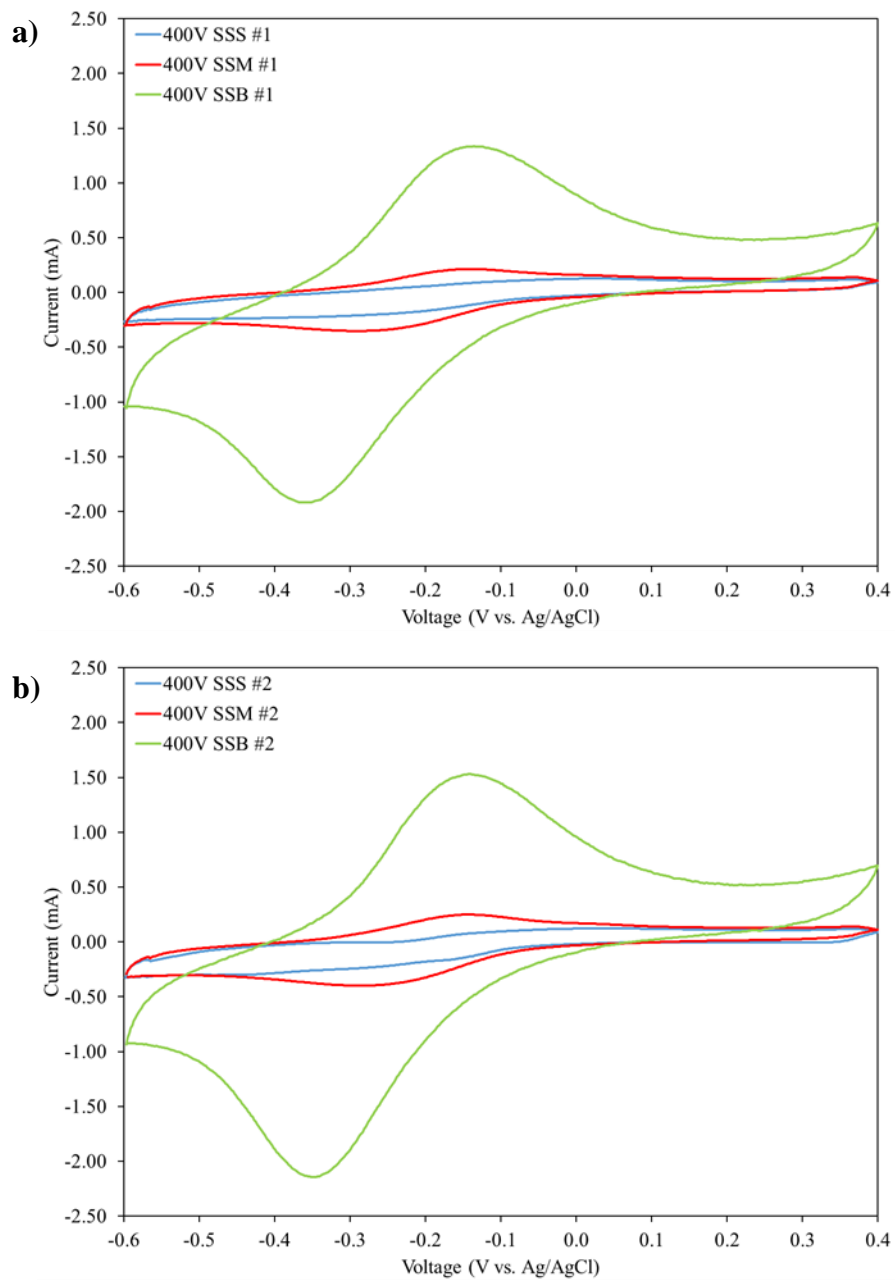 a)
400V SSS #1
400V SSM #1
400V SSB #1
2.50
2.00
1.50
1.00
0.50
0.00
-0.50
-1.00
-1.50
-2.00
-2.50
Current (mA)
-0.6 -0.5 -0.4 -0.3 -0.2 -0.1 0.0 0.1 0.2 0.3 0.4
Voltage (V vs. Ag/AgCl)
b)
400V SSS #2
400V SSM #2
400V SSB #2
2.50
2.00
1.50
1.00
0.50
0.00
-0.50
-1.00
-1.50
-2.00
-2.50
Current (mA)
-0.6 -0.5 -0.4 -0.3 -0.2 -0.1 0.0 0.1 0.2 0.3 0.4
Voltage (V vs. Ag/AgCl)